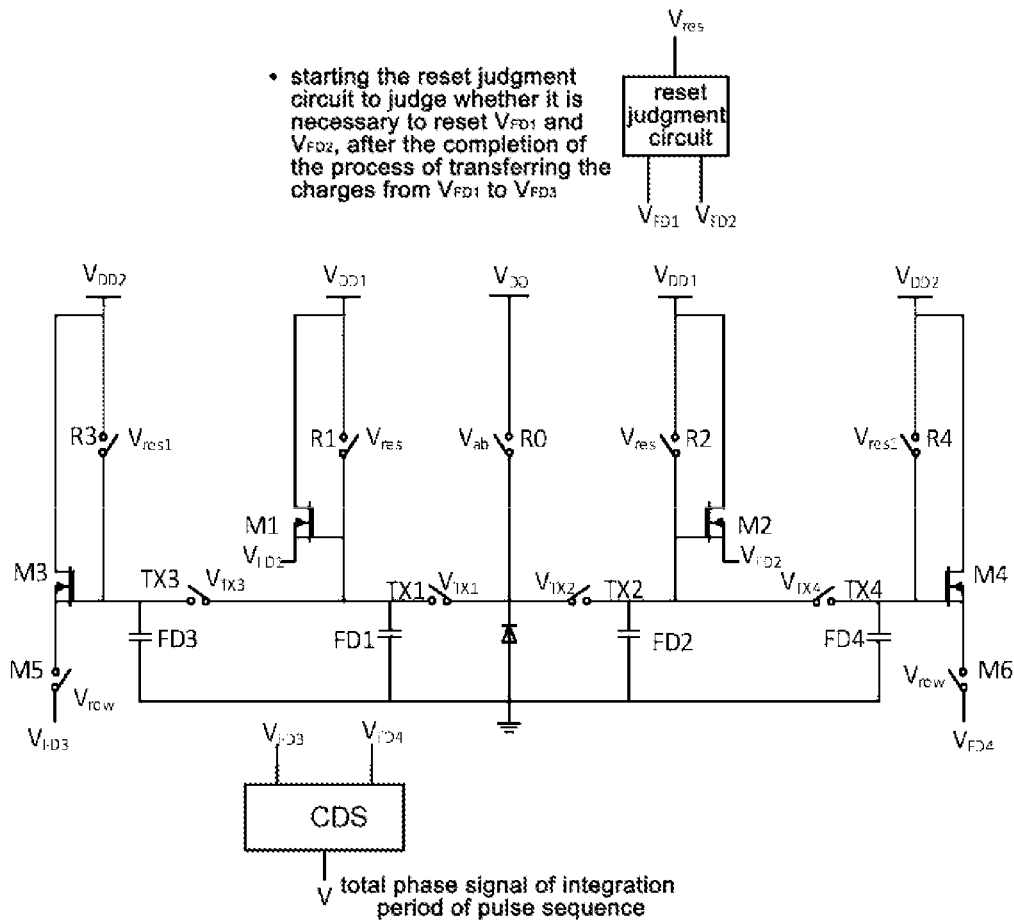 Vres
• starting the reset judgment
circuit to judge whether it is
necessary to reset VFD1 and
VFD2, after the completion of
the process of transferring the
charges from VFD1 to VFD3
reset
judgment
circuit
VFD1 VFD2
VDD2 VDD1 VDD VDD1 VDD2
R3 Vres1 R1 Vres Vab R0 Vres R2 Vres1 R4
M1 M2
VFD2 VFD2
M3 TX3 VTX3 TX1 VTX1 VTX2 TX2 VTX4 TX4 M4
FD3 FD1 FD2 FD4
M5 Vrow Vrow M6
VFD3 VFD4
VFD3 VFD4
CDS
V total phase signal of integration
period of pulse sequence